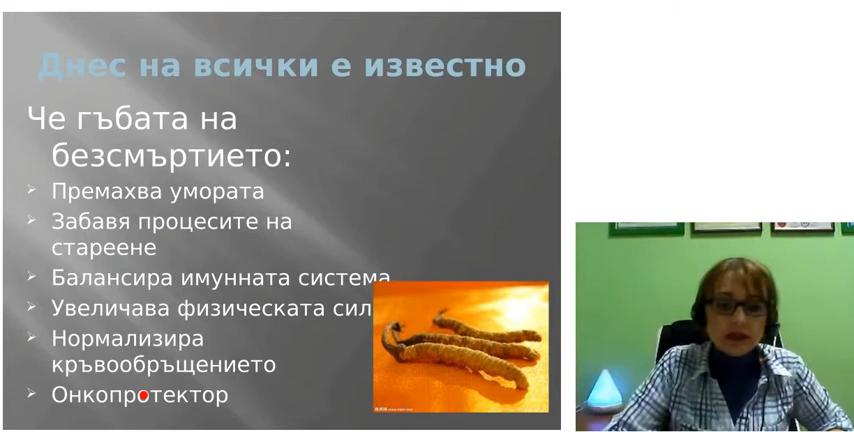 Днес на всички е известно
Че гъбата на
безсмъртието:
Премахва умората
Забавя процесите на
стареене
Балансира имунната система
Увеличава физическата сил
Нормализира
кръвообръщението
Онкопротектор